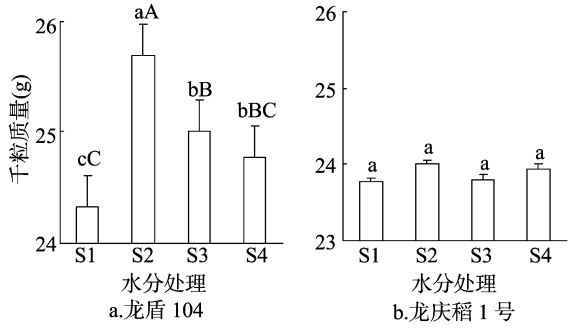 千粒质量(g)
26
25
24
aA
bB
bBC
cC
S1 S2 S3 S4
水分处理
a.龙盾 104
26
25
24
23
a a a a
S1 S2 S3 S4
水分处理
b.龙庆稻 1 号